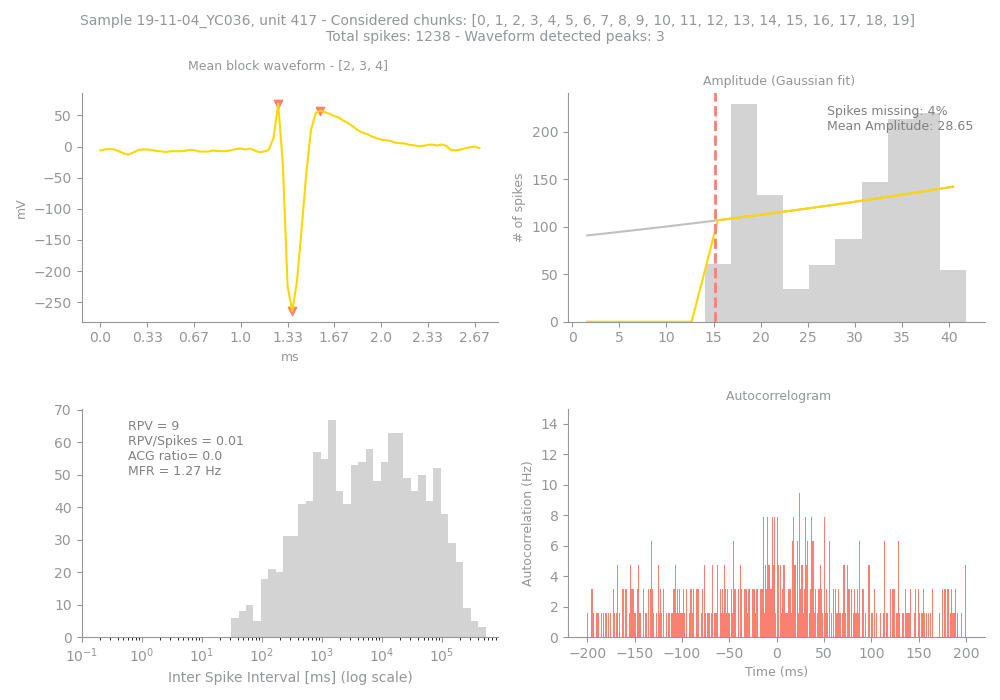 Sample 19-11-04_YC036, unit 417 - Considered chunks: [0, 1, 2, 3, 4, 5, 6, 7, 8, 9, 10, 11, 12, 13, 14, 15, 16, 17, 18, 19]
Total spikes: 1238 - Waveform detected peaks: 3
Mean block waveform - [2, 3, 4]
50
0
−50
−100
−150
−200
−250
mV
0.0 0.33 0.67 1.0 1.33 1.67 2.0 2.33 2.67
ms
Amplitude (Gaussian fit)
Spikes missing: 4%
Mean Amplitude: 28.65
200
150
100
50
0
# of spikes
0 5 10 15 20 25 30 35 40
70
60
50
40
30
20
10
0
RPV = 9
RPV/Spikes = 0.01
ACG ratio= 0.0
MFR = 1.27 Hz
10⁻¹ 10⁰ 10¹ 10² 10³ 10⁴ 10⁵
Inter Spike Interval [ms] (log scale)
Autocorrelogram
14
12
10
8
6
4
2
0
Autocorrelation (Hz)
−200 −150 −100 −50 0 50 100 150 200
Time (ms)